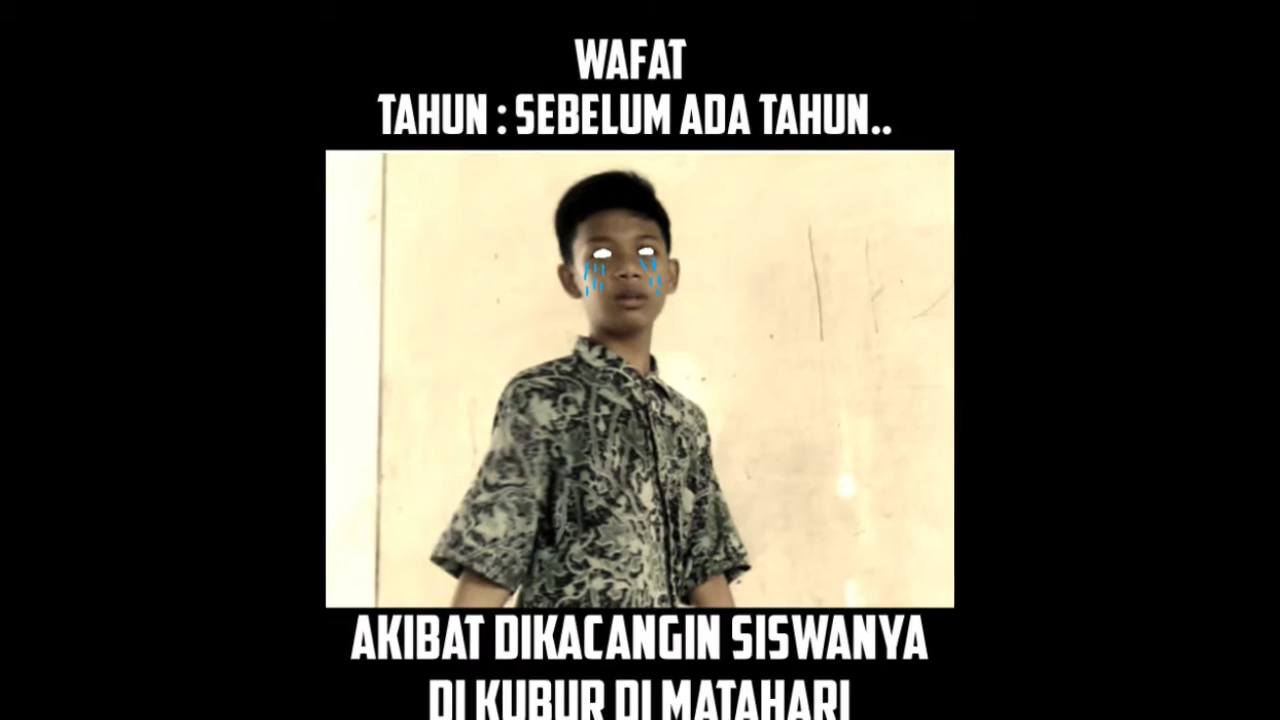 WAFAT
TAHUN : SEBELUM ADA TAHUN..
AKIBAT DIKACANGIN SISWANYA
DI KUBUR DI MATAHARI